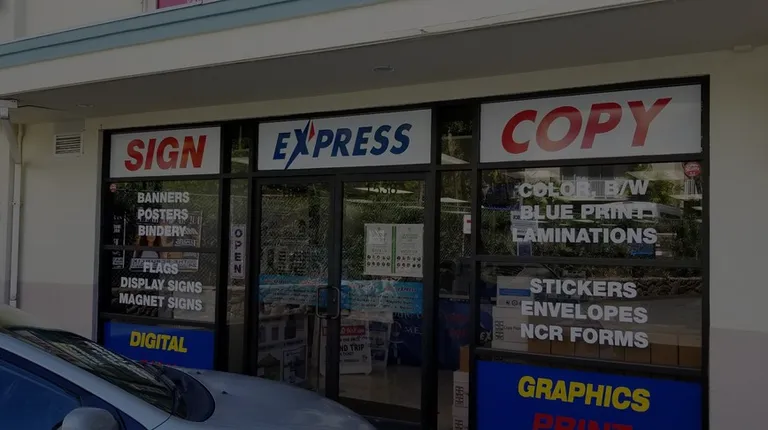 SIGN
EXPRESS
COPY
BANNERS
POSTERS
BINDERY
FLAGS
DISPLAY SIGNS
MAGNET SIGNS
DIGITAL
OPEN
COLOR, B/W
BLUE PRINT
LAMINATIONS
STICKERS
ENVELOPES
NCR FORMS
GRAPHICS
PRINT